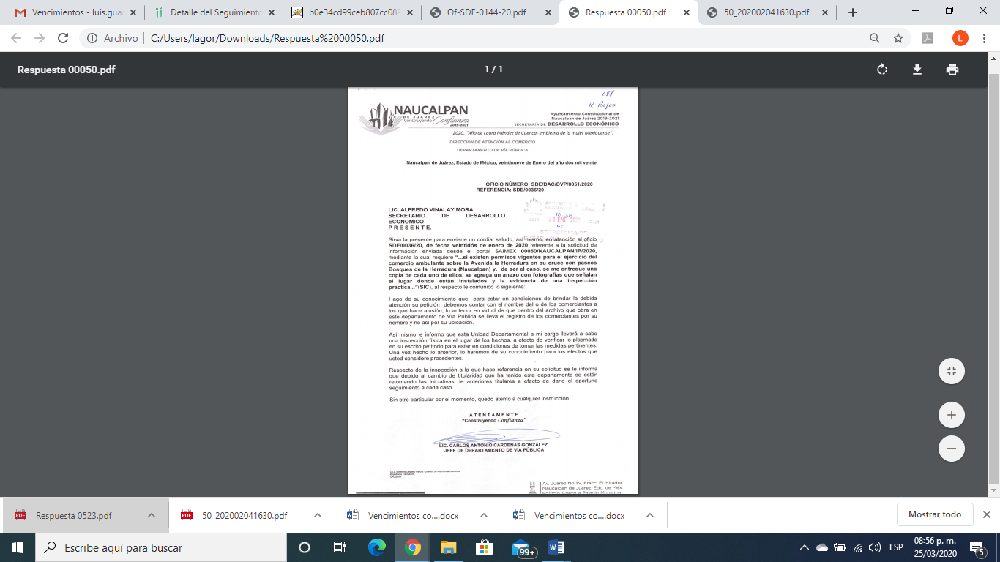 Vencimientos - luis.gua
Detalle del Seguimiento
b0e34cd99ceb807cc089
Of-SDE-0144-20.pdf
Respuesta 00050.pdf
50_202002041630.pdf
Archivo
C:/Users/lagor/Downloads/Respuesta%2000050.pdf
L
Respuesta 00050.pdf
1 / 1
198
R. Rijos
NAUCALPAN
DE JUÁREZ
Construyendo Confianza
2019-2021
Ayuntamiento Constitucional de
Naucalpan de Juárez 2019-2021
SECRETARÍA DE DESARROLLO ECONÓMICO
2020. "Año de Laura Méndez de Cuenca; emblema de la mujer Mexiquense".
DIRECCION DE ATENCION AL COMERCIO
DEPARTAMENTO DE VÍA PÚBLICA
Naucalpan de Juárez, Estado de México, veintinueve de Enero del año dos mil veinte
OFICIO NÚMERO: SDE/DAC/DVP/0051/2020
REFERENCIA: SDE/0036/20
LIC. ALFREDO VINALAY MORA
SECRETARIO DE DESARROLLO
ECONOMICO
P R E S E N T E.
31 ENE 2020
Sirva la presente para enviarle un cordial saludo, así mismo, en atención al oficio
SDE/0036/20, de fecha veintidós de enero de 2020 referente a la solicitud de
información enviada desde el portal SAIMEX 00050/NAUCALPAN/IP/2020,
mediante la cual requiere "...si existen permisos vigentes para el ejercicio del
comercio ambulante sobre la Avenida la Herradura en su cruce con paseos
Bosques de la Herradura (Naucalpan) y, de ser el caso, se me entregue una
copia de cada uno de ellos, se agrega un anexo con fotografías que señalan
el lugar donde están instalados y la evidencia de una inspección
practica..."(SIC), al respecto le comunico lo siguiente:
Hago de su conocimiento que para estar en condiciones de brindar la debida
atención su petición debemos contar con el nombre del o de los comerciantes a
los que hace alusión, lo anterior en virtud de que dentro del archivo que obra en
este departamento de Vía Pública se lleva el registro de los comerciantes por su
nombre y no así por su ubicación.
Así mismo le informo que esta Unidad Departamental a mi cargo llevará a cabo
una inspección física en el lugar de los hechos, a efecto de verificar lo plasmado
en su escrito petitorio para estar en condiciones de tomar las medidas pertinentes.
Una vez hecho lo anterior, lo haremos de su conocimiento para los efectos que
usted considere procedentes.
Respecto de la inspección a la que hace referencia en su solicitud se le informa
que debido al cambio de titularidad que ha tenido este departamento se están
retomando las iniciativas de anteriores titulares a efecto de darle el oportuno
seguimiento a cada caso.
Sin otro particular por el momento, quedo atento a cualquier instrucción.
A T E N T A M E N T E
"Construyendo Confianza"
LIC. CARLOS ANTONIO CÁRDENAS GONZÁLEZ.
JEFE DE DEPARTAMENTO DE VÍA PÚBLICA
Av. Juárez No.39, Fracc. El Mirador,
Naucalpan de Juárez, Edo. de Méx.
Edificio Anexo a Palacio Municipal
Respuesta 0523.pdf
50_202002041630.pdf
Vencimientos co....docx
Vencimientos co....docx
Mostrar todo
Escribe aquí para buscar
99+
ESP
08:56 p. m.
25/03/2020
5